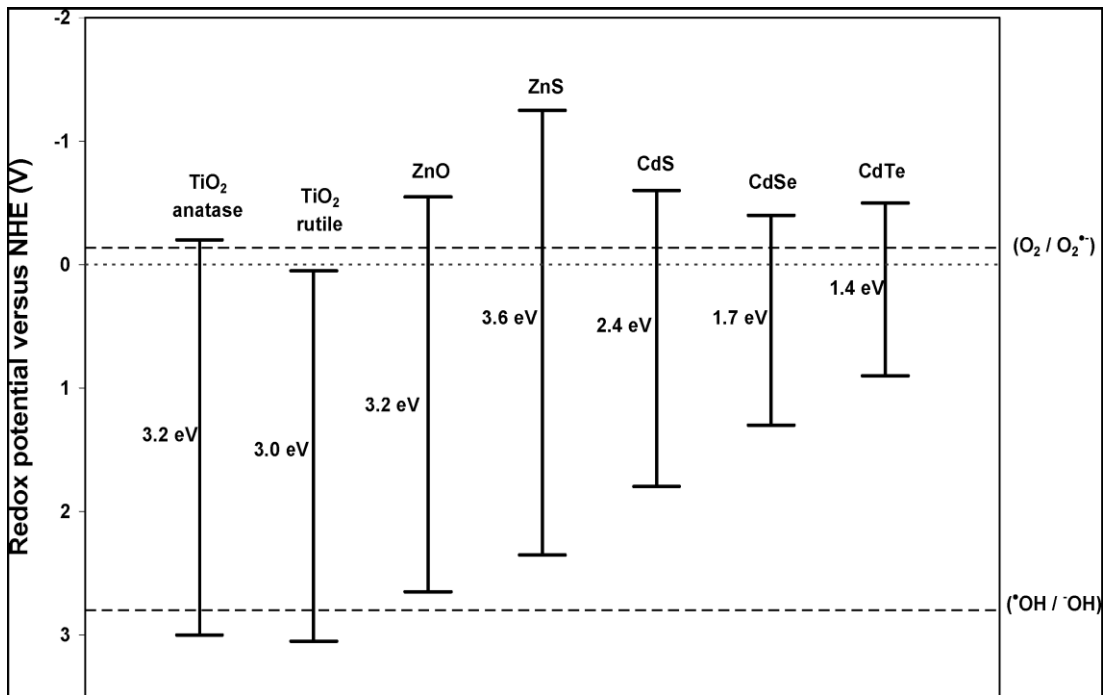 Redox potential versus NHE (V)
-2
-1
0
1
2
3
TiO₂
anatase
3.2 eV
TiO₂
rutile
3.0 eV
ZnO
3.2 eV
ZnS
3.6 eV
CdS
2.4 eV
CdSe
1.7 eV
CdTe
1.4 eV
(O₂ / O₂•⁻)
(•OH / ⁻OH)